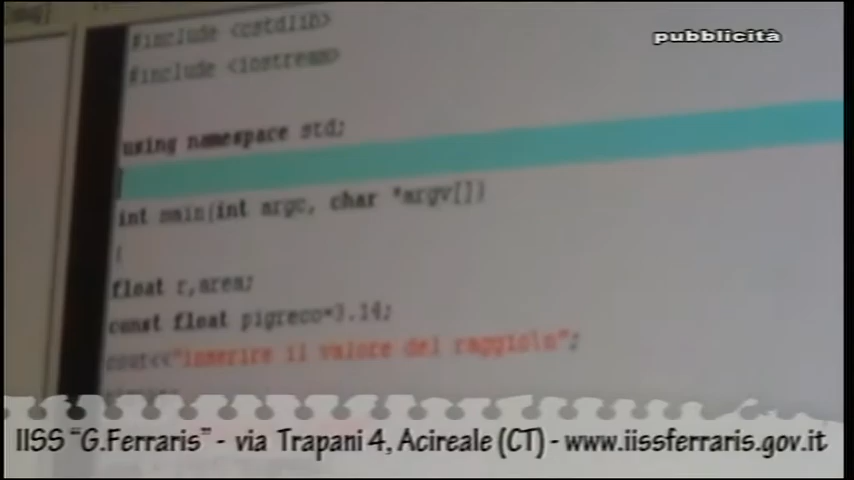 pubblicità
#include <cstdlib>
#include <iostream>
using namespace std;
int main(int argc, char *argv[])
{
float r,area;
const float pigreco=3.14;
cout<<"inserire il valore del raggio\n";
IISS "G.Ferraris" - via Trapani 4, Acireale (CT) - www.iissferraris.gov.it